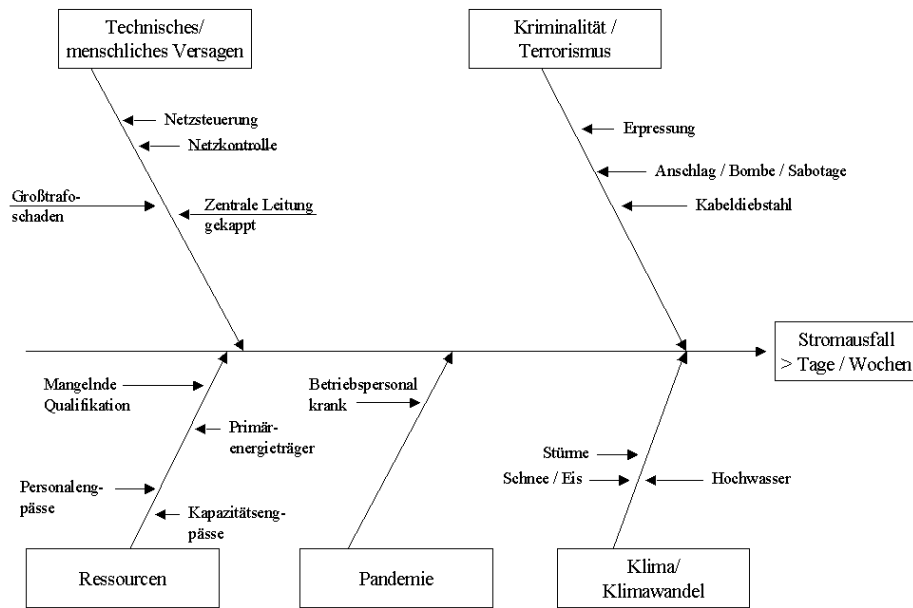 Technisches/
menschliches Versagen
Kriminalität /
Terrorismus
Netzsteuerung
Netzkontrolle
Großtrafo-
schaden
Zentrale Leitung
gekappt
Erpressung
Anschlag / Bombe / Sabotage
Kabeldiebstahl
Stromausfall
> Tage / Wochen
Mangelnde
Qualifikation
Primär-
energieträger
Personaleng-
pässe
Kapazitätseng-
pässe
Betriebspersonal
krank
Stürme
Schnee / Eis
Hochwasser
Ressourcen
Pandemie
Klima/
Klimawandel